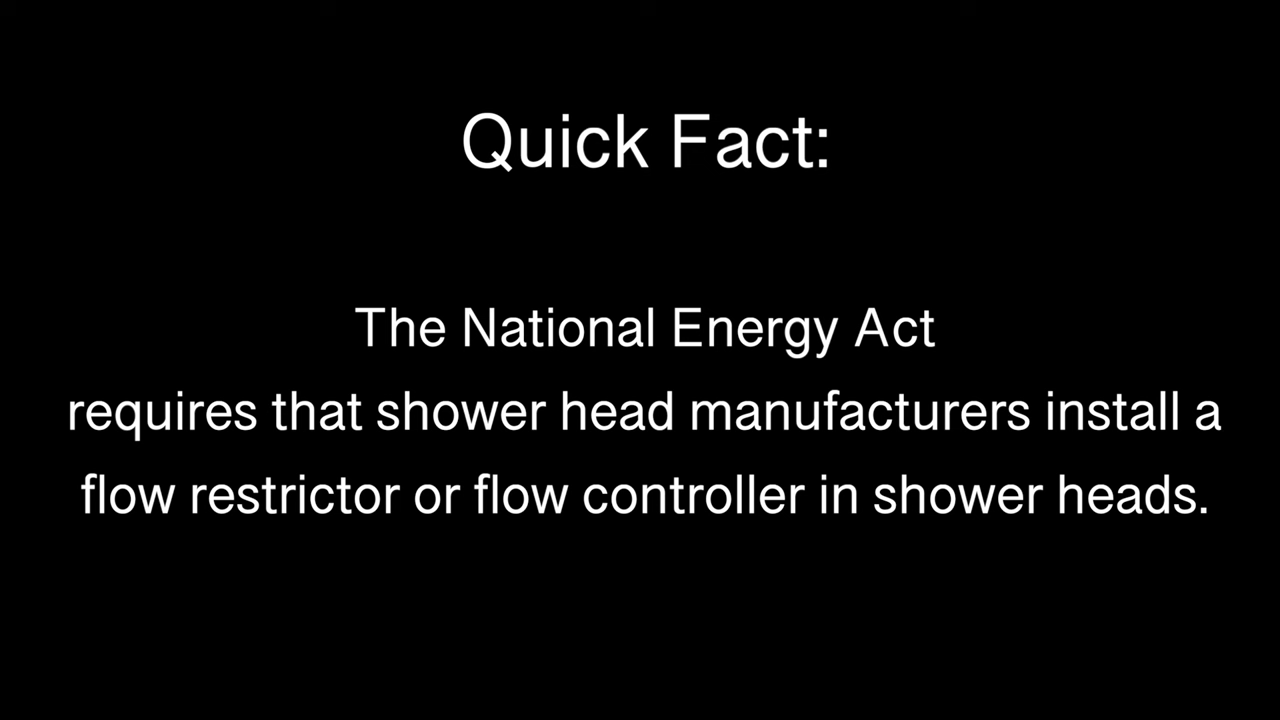 Quick Fact:
The National Energy Act
requires that shower head manufacturers install a
flow restrictor or flow controller in shower heads.